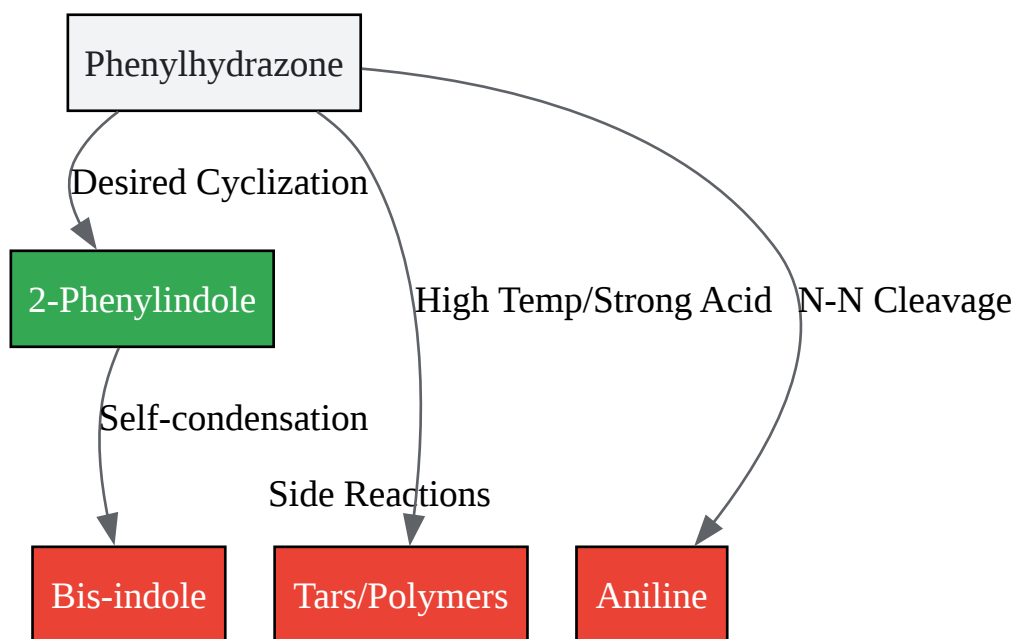 Phenylhydrazone
Desired Cyclization
2-Phenylindole
High Temp/Strong Acid
N-N Cleavage
Self-condensation
Side Reactions
Bis-indole
Tars/Polymers
Aniline